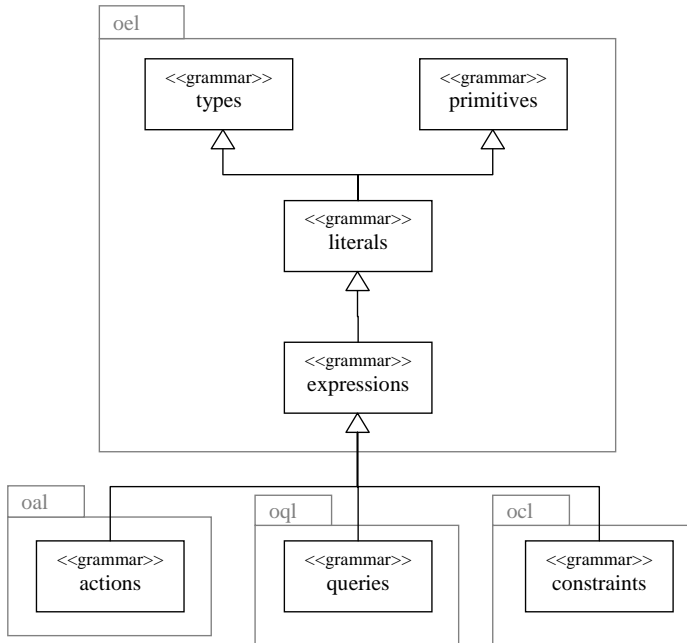 oel
<<grammar>>
types
<<grammar>>
primitives
<<grammar>>
literals
<<grammar>>
expressions
oal
oql
ocl
<<grammar>>
actions
<<grammar>>
queries
<<grammar>>
constraints